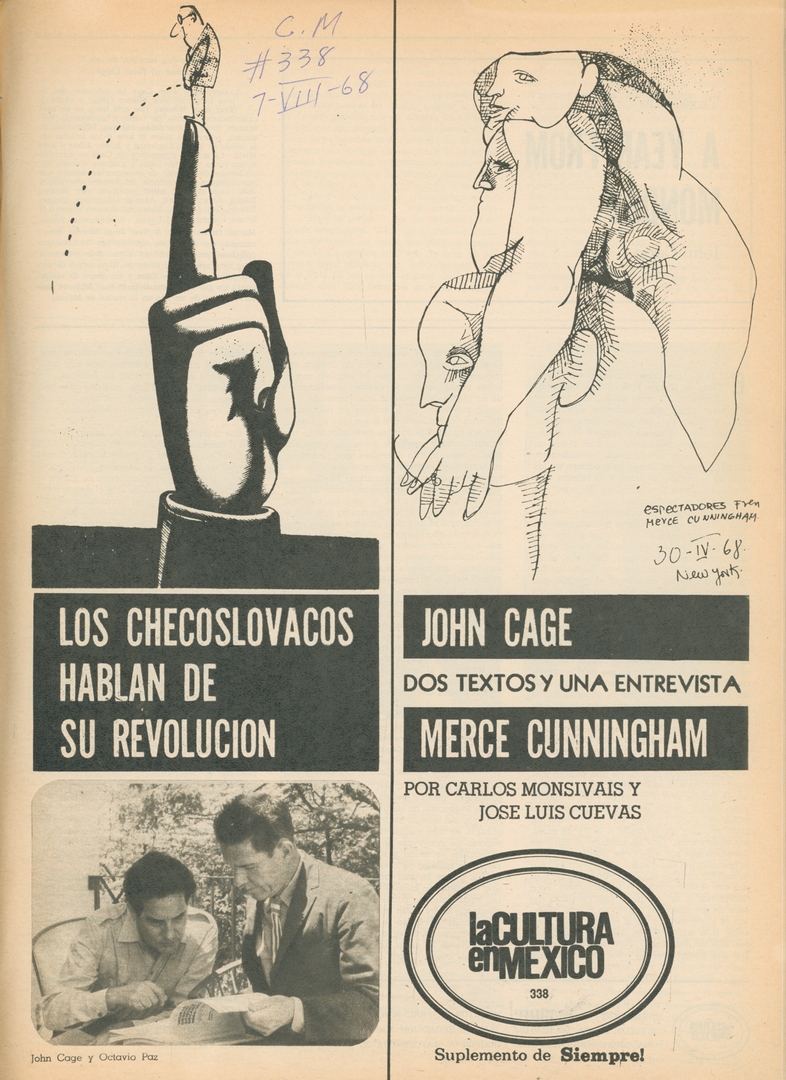 C.M
#338
7-VIII-68
ESPECTADORES Fren
MERCE CUNNINGHAM.
30-IV-68.
New York.
LOS CHECOSLOVACOS
HABLAN DE
SU REVOLUCION
JOHN CAGE
DOS TEXTOS Y UNA ENTREVISTA
MERCE CUNNINGHAM
POR CARLOS MONSIVAIS Y
JOSE LUIS CUEVAS
laCULTURA
enMEXICO
338
John Cage y Octavio Paz
Suplemento de Siempre!